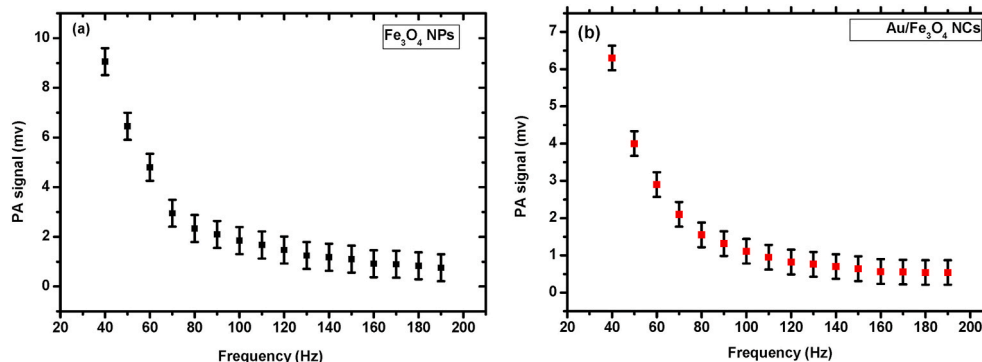 (a)
Fe₃O₄ NPs
PA signal (mv)
10
8
6
4
2
0
20 40 60 80 100 120 140 160 180 200
Frequency (Hz)
(b)
Au/Fe₃O₄ NCs
PA signal (mv)
7
6
5
4
3
2
1
0
20 40 60 80 100 120 140 160 180 200
Frequency (Hz)